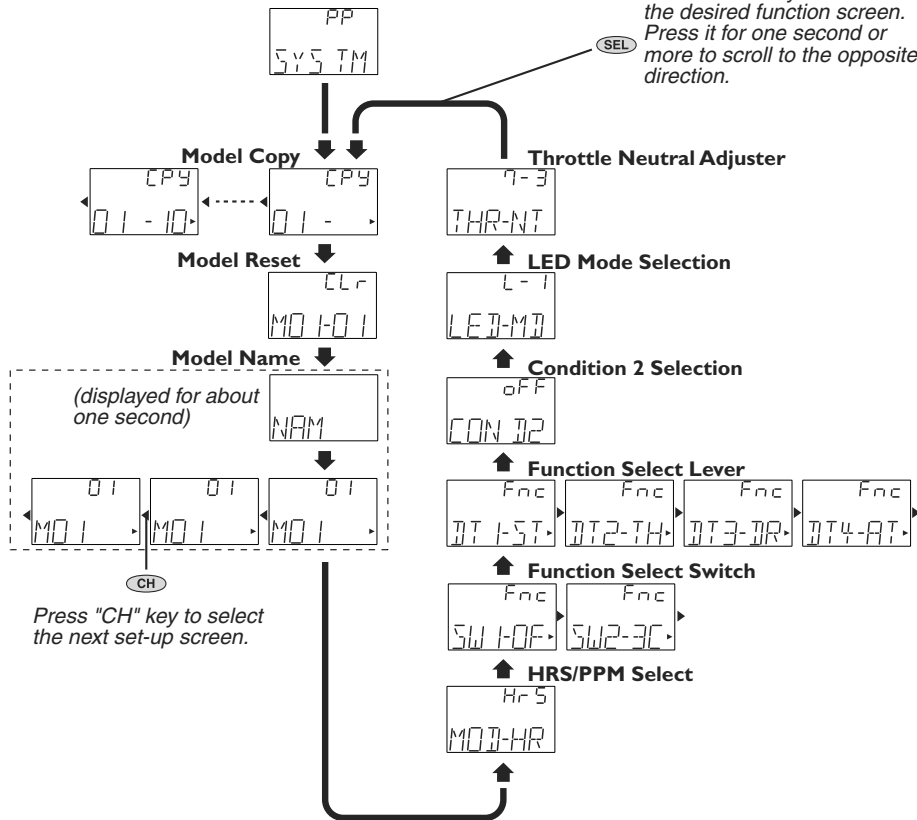 the desired function screen.
Press it for one second or
more to scroll to the opposite
direction.
SEL
PP
SYSTM
Model Copy
CPY
01 - 10
CPY
01 -
Model Reset
CLr
M01-01
Model Name
(displayed for about
one second)
NAM
01
M01
01
M01
01
M01
CH
Press "CH" key to select
the next set-up screen.
Throttle Neutral Adjuster
7-3
THR-NT
LED Mode Selection
L-1
LED-MD
Condition 2 Selection
oFF
CON D2
Function Select Lever
Fnc
DT1-ST
Fnc
DT2-TH
Fnc
DT3-DR
Fnc
DT4-AT
Function Select Switch
Fnc
SW1-OF
Fnc
SW2-3C
HRS/PPM Select
HrS
MOD-HR